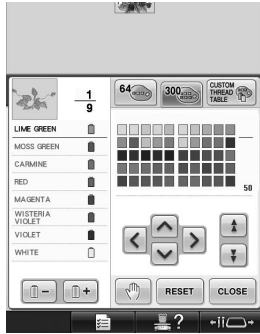 1
9
64
300
CUSTOM
THREAD
TABLE
LIME GREEN
MOSS GREEN
CARMINE
RED
MAGENTA
WISTERIA
VIOLET
VIOLET
WHITE
50
− +
RESET
CLOSE
?